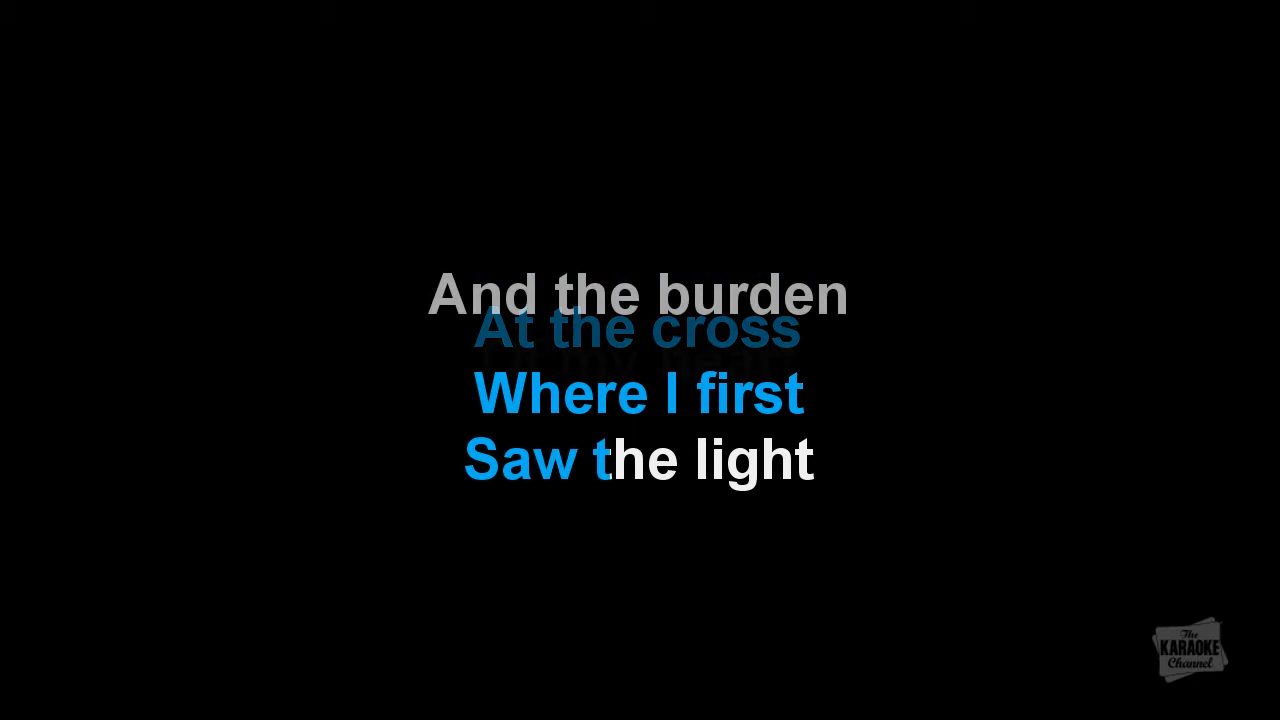 And the burden
At the cross
Where I first
Saw the light
The
KARAOKE
Channel